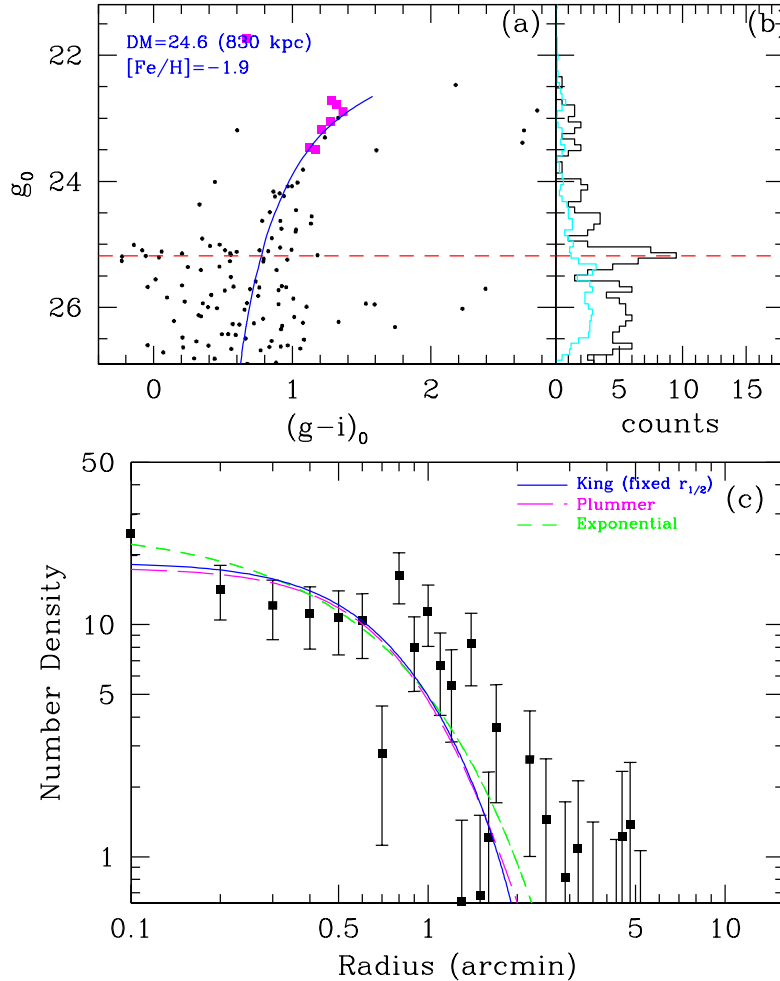 (a)
(b)
DM=24.6 (830 kpc)
[Fe/H]=−1.9
22
24
26
g₀
0
1
2
(g−i)₀
0
5
10
15
counts
50
10
5
1
Number Density
(c)
King (fixed r₁/₂)
Plummer
Exponential
0.1
0.5
1
5
10
Radius (arcmin)